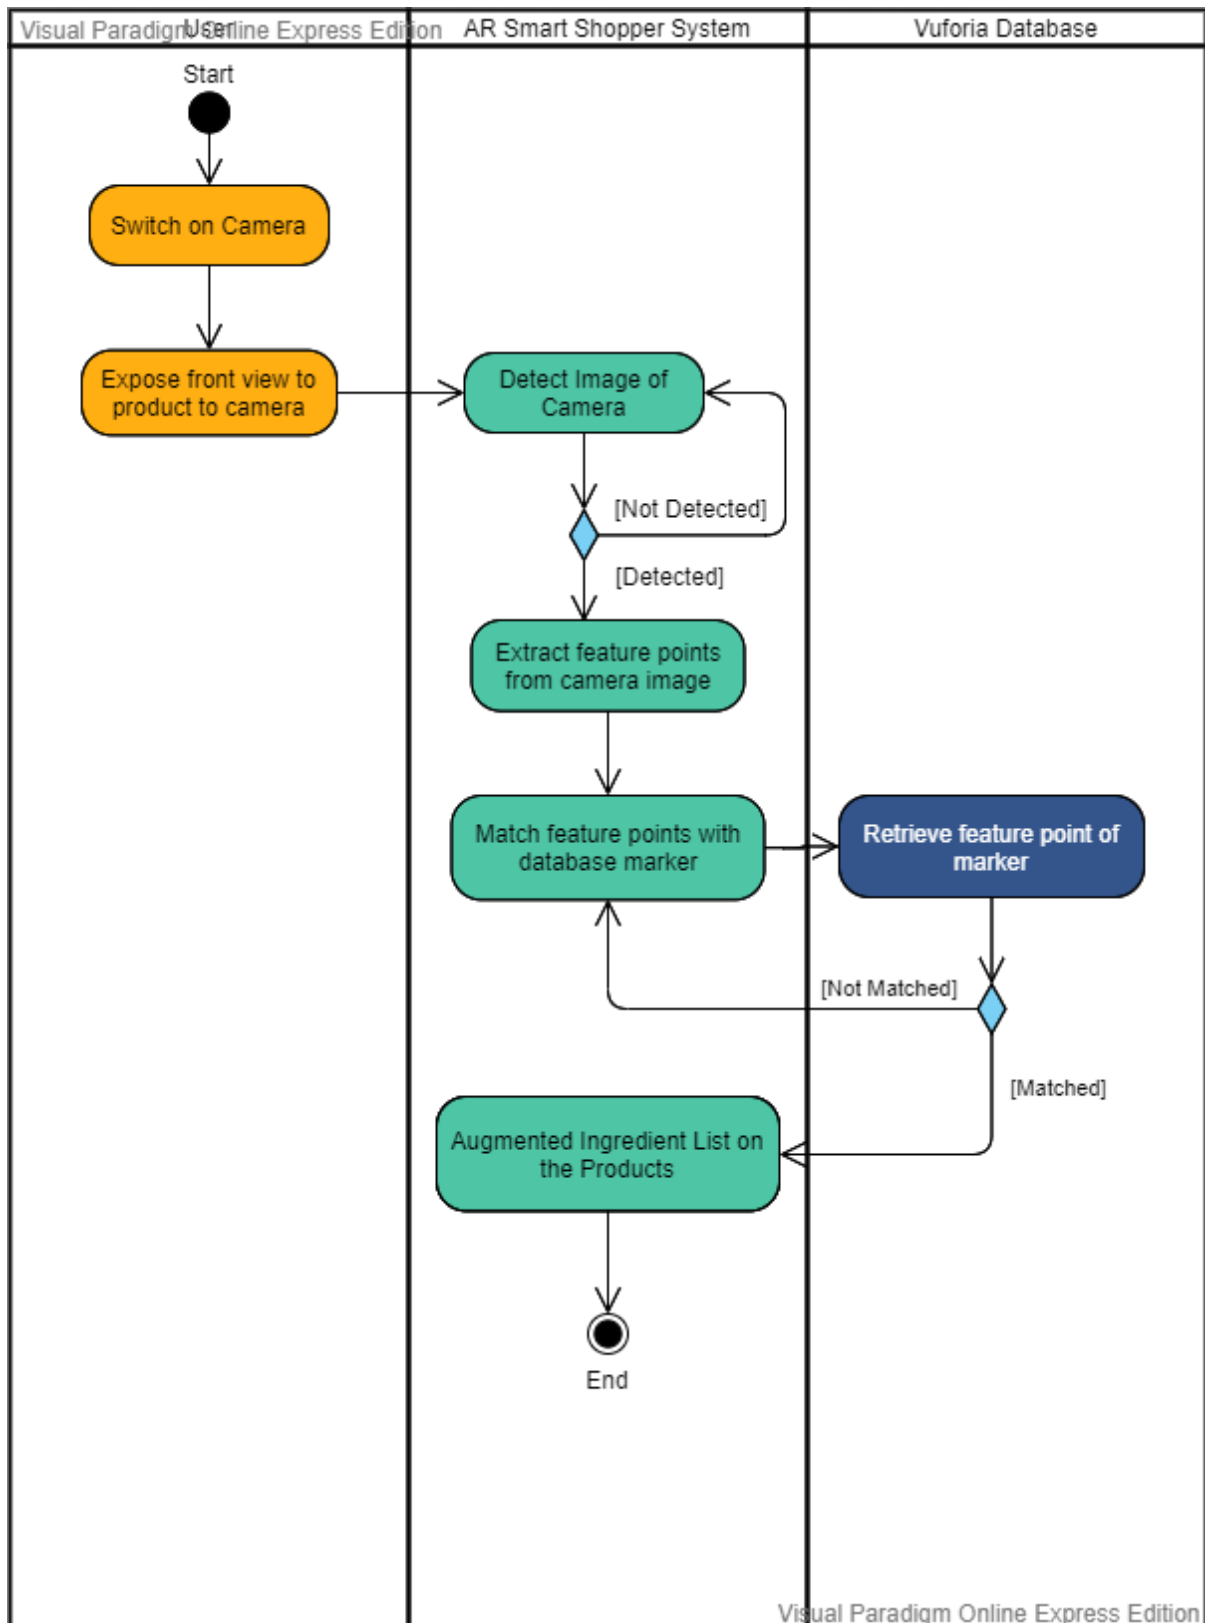 Visual Paradigm Online Express Edition
User
AR Smart Shopper System
Vuforia Database
Start
Switch on Camera
Expose front view to
product to camera
Detect Image of
Camera
[Not Detected]
[Detected]
Extract feature points
from camera image
Match feature points with
database marker
Retrieve feature point of
marker
[Not Matched]
[Matched]
Augmented Ingredient List on
the Products
End
Visual Paradigm Online Express Edition